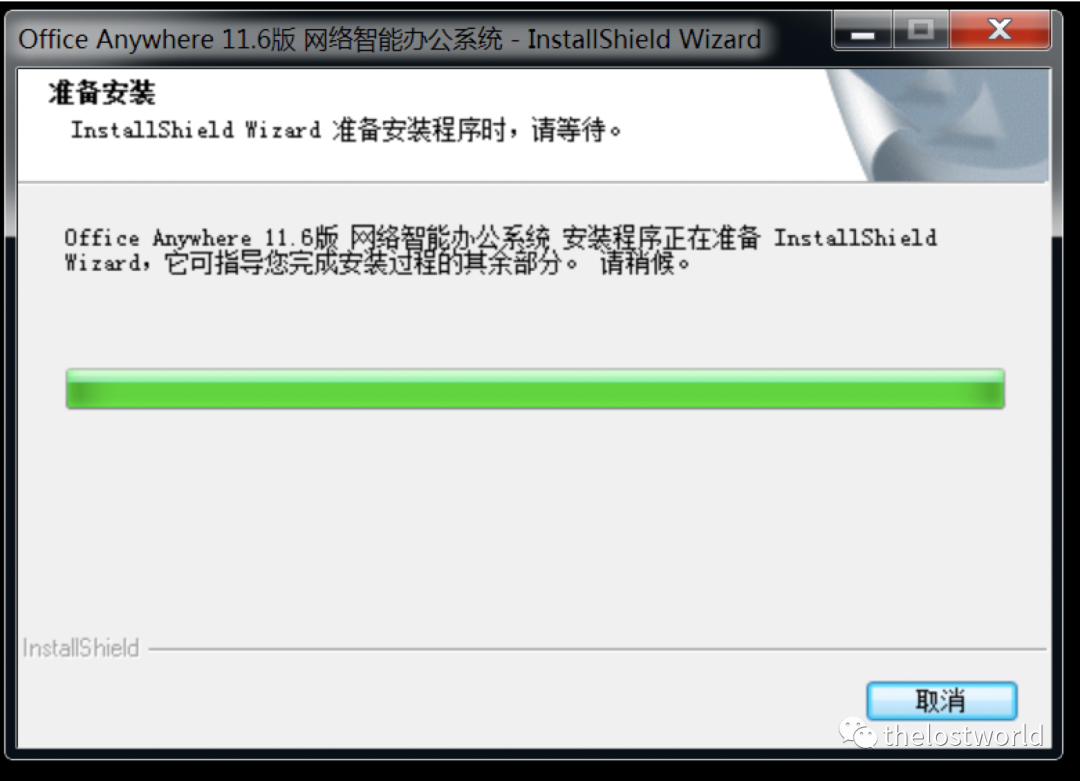 Office Anywhere 11.6版 网络智能办公系统 - InstallShield Wizard
准备安装
InstallShield Wizard 准备安装程序时，请等待。
Office Anywhere 11.6版 网络智能办公系统 安装程序正在准备 InstallShield
Wizard，它可指导您完成安装过程的其余部分。 请稍候。
InstallShield
取消
thelostworld